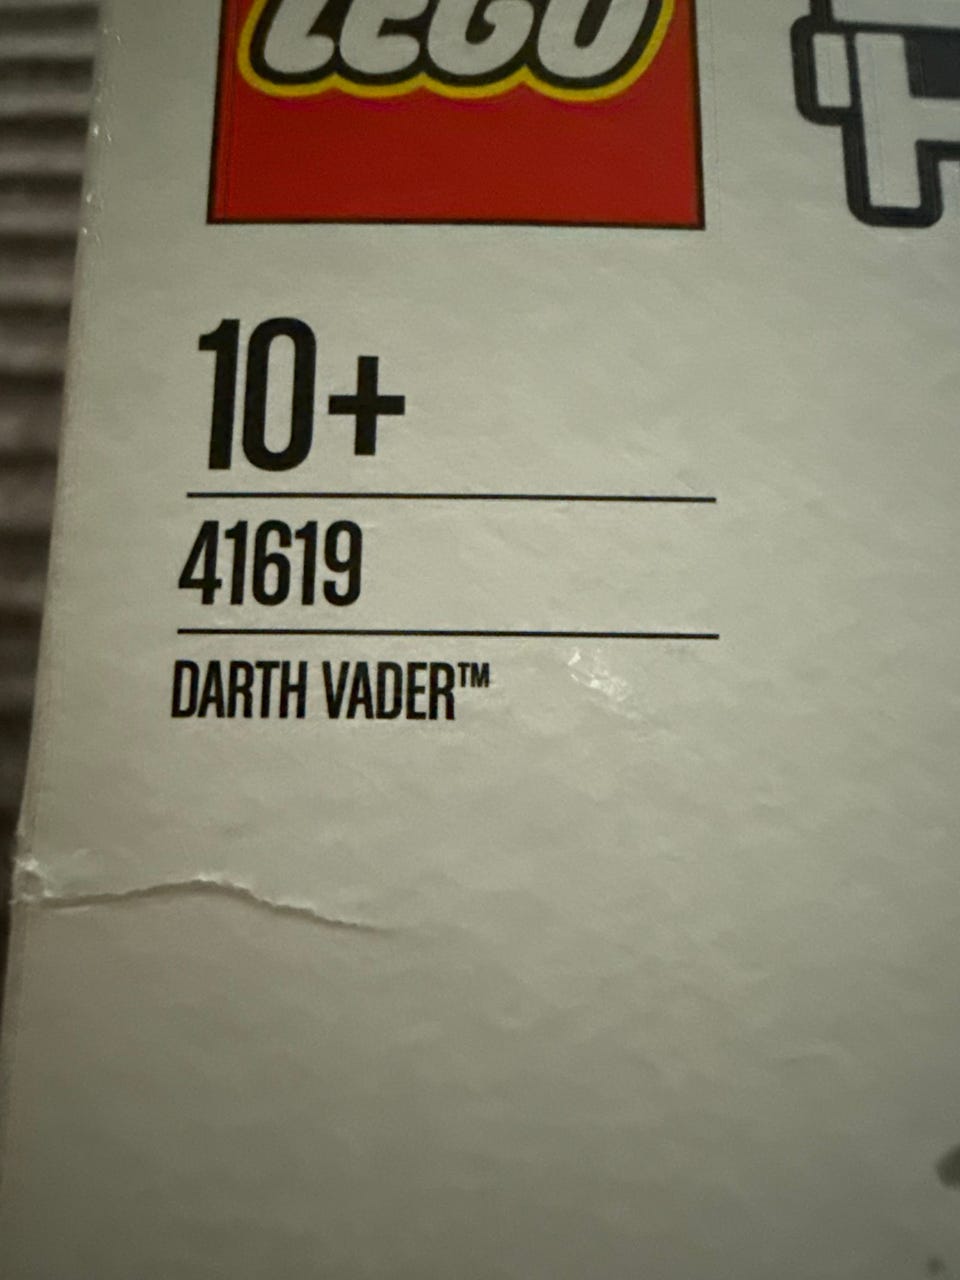 LEGO
10+
41619
DARTH VADER™